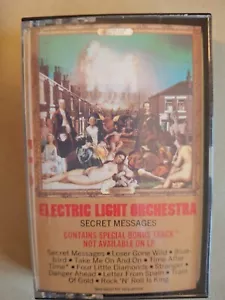 ELECTRIC LIGHT ORCHESTRA
SECRET MESSAGES
CONTAINS SPECIAL BONUS TRACK*
NOT AVAILABLE ON LP
Secret Messages • Loser Gone Wild • Blue
Bird • Take Me On And On • Time After
Time* • Four Little Diamonds • Stranger •
Danger Ahead • Letter From Spain • Train
Of Gold • Rock 'N' Roll Is King